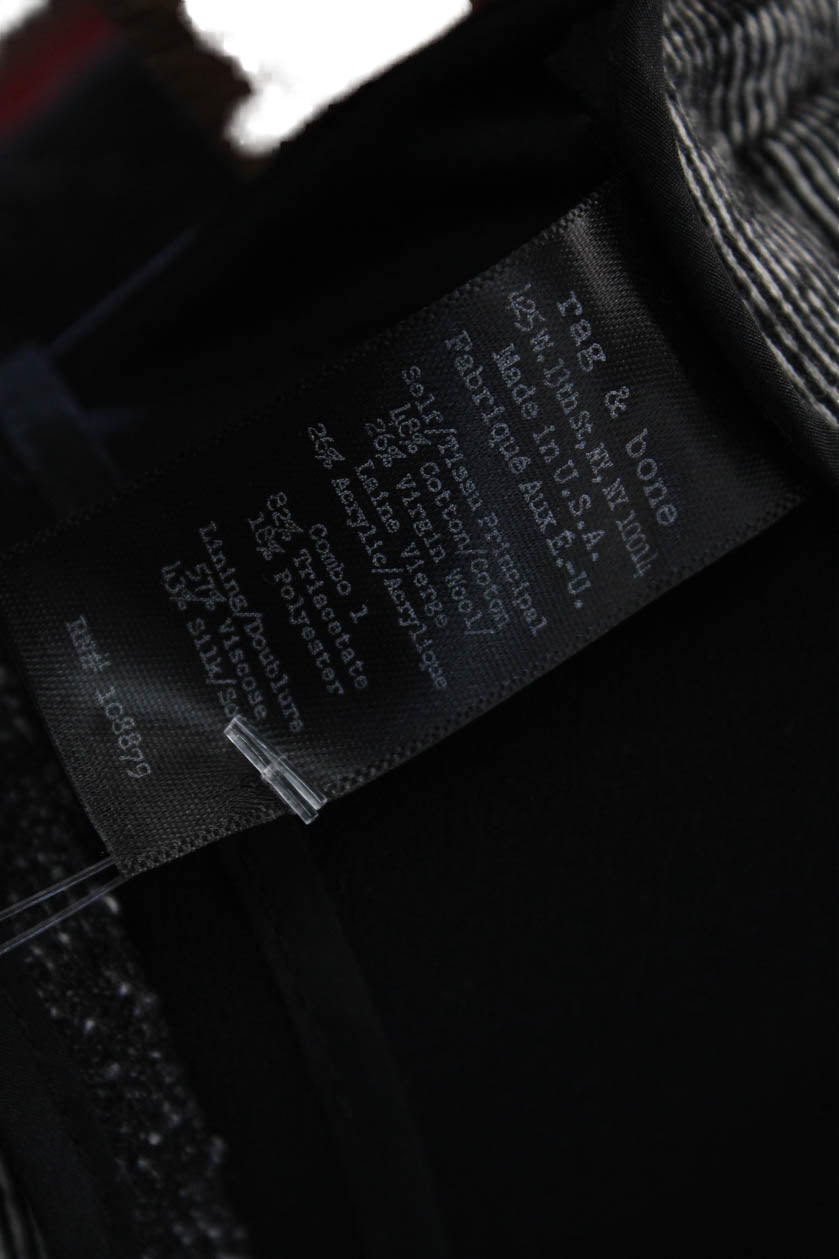 rag & bone
425 W. 13th St, NY, NY 10014
Made in U.S.A.
Fabriqué Aux É.-U.
Self/Tissu Principal
48% Cotton/Coton
26% Virgin Wool/
Laine Vierge
26% Acrylic/Acrylique
Combo 1
82% Triacetate
18% Polyester
Lining/Doublure
57% Viscose
43% Silk/So
RN# 108879